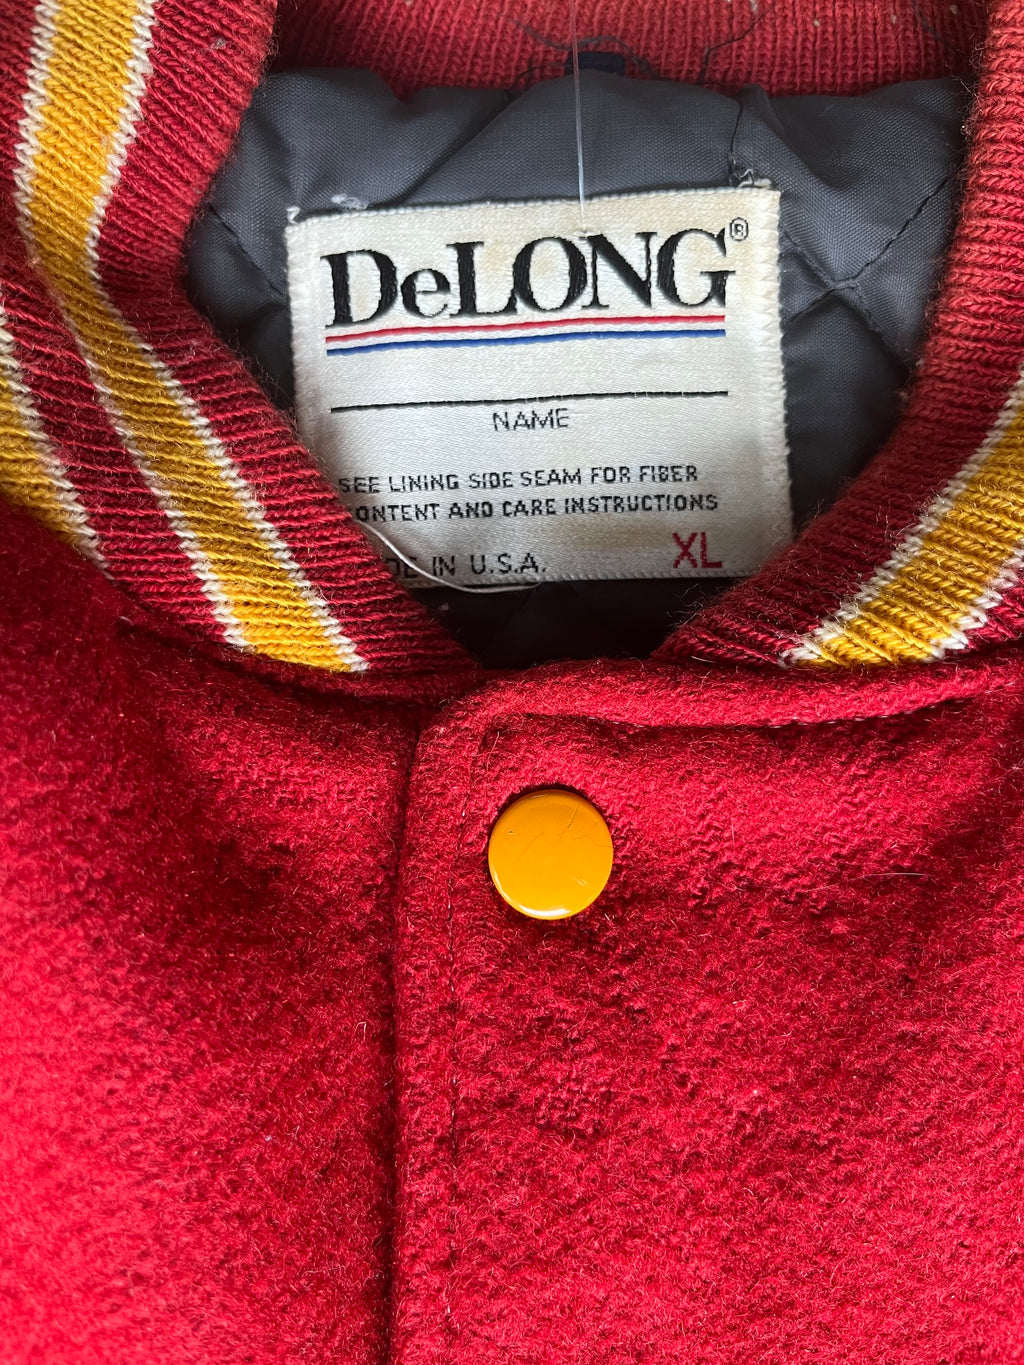 DeLONG®
NAME
SEE LINING SIDE SEAM FOR FIBER
CONTENT AND CARE INSTRUCTIONS
IN U.S.A.
XL